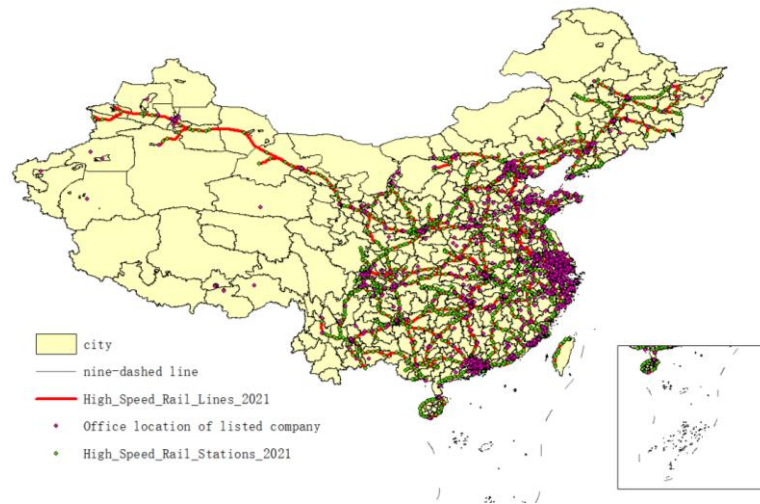 city
nine-dashed line
High_Speed_Rail_Lines_2021
Office location of listed company
High_Speed_Rail_Stations_2021